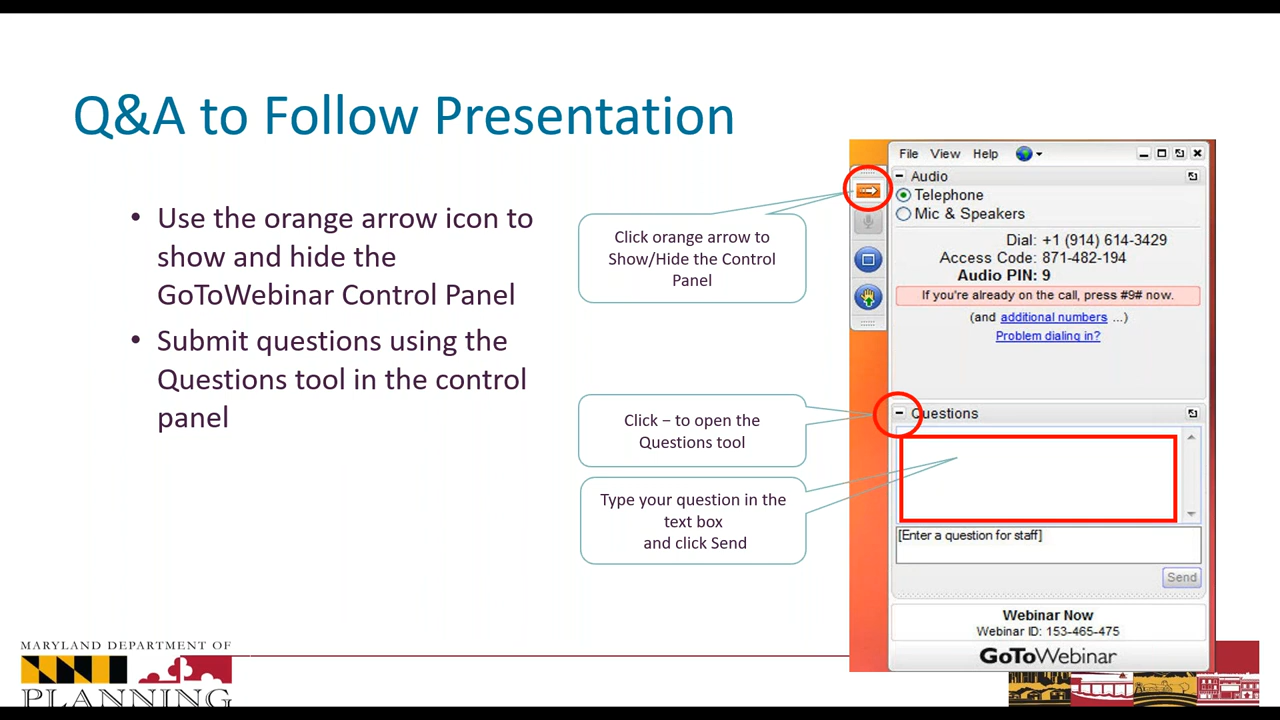 Q&A to Follow Presentation
• Use the orange arrow icon to
show and hide the
GoToWebinar Control Panel
• Submit questions using the
Questions tool in the control
panel
Click orange arrow to
Show/Hide the Control
Panel
Click − to open the
Questions tool
Type your question in the
text box
and click Send
File View Help
Audio
Telephone
Mic & Speakers
Dial: +1 (914) 614-3429
Access Code: 871-482-194
Audio PIN: 9
If you're already on the call, press #9# now.
(and additional numbers ...)
Problem dialing in?
Questions
[Enter a question for staff]
Send
Webinar Now
Webinar ID: 153-465-475
GoToWebinar
MARYLAND DEPARTMENT OF
PLANNING